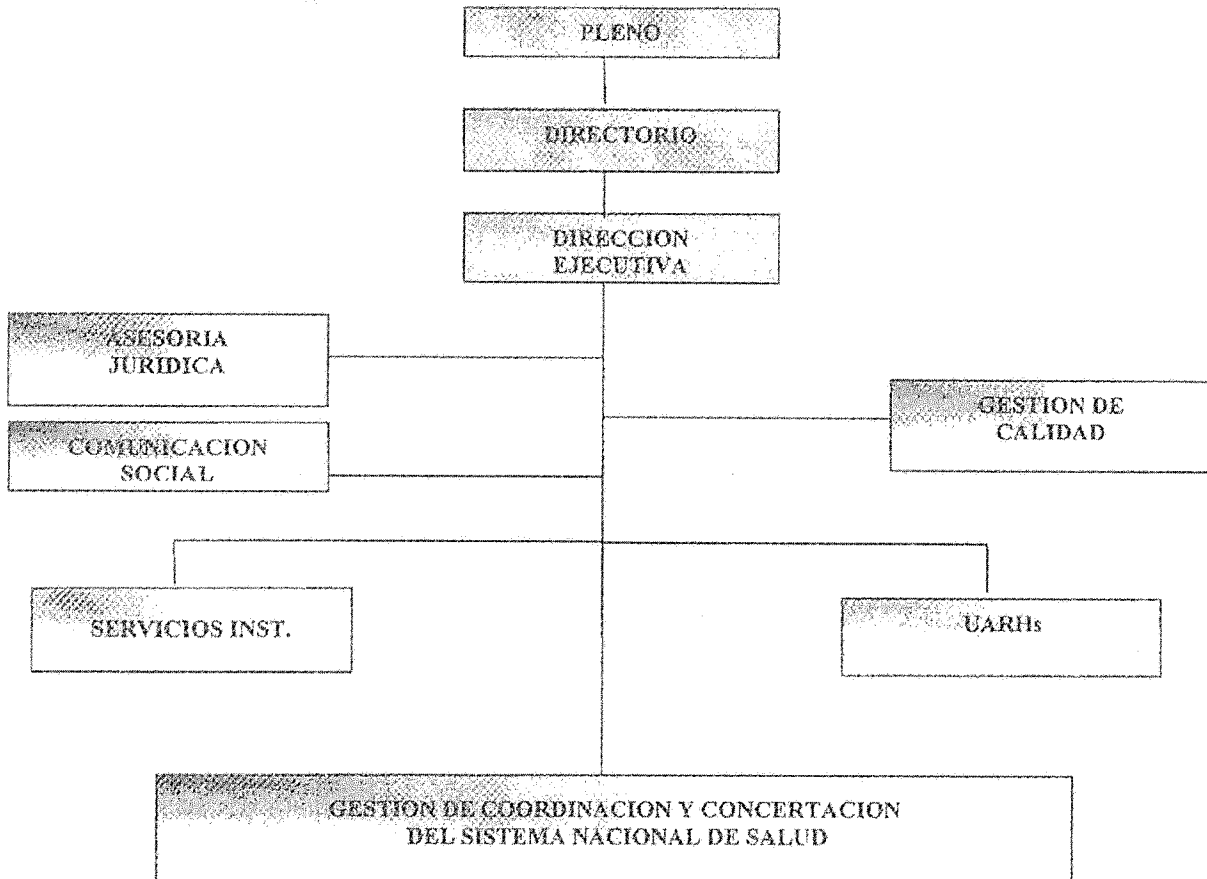 PLENO
DIRECTORIO
DIRECCION
EJECUTIVA
ASESORIA
JURIDICA
GESTION DE
CALIDAD
COMUNICACION
SOCIAL
SERVICIOS INST.
UARHs
GESTION DE COORDINACION Y CONCERTACION
DEL SISTEMA NACIONAL DE SALUD